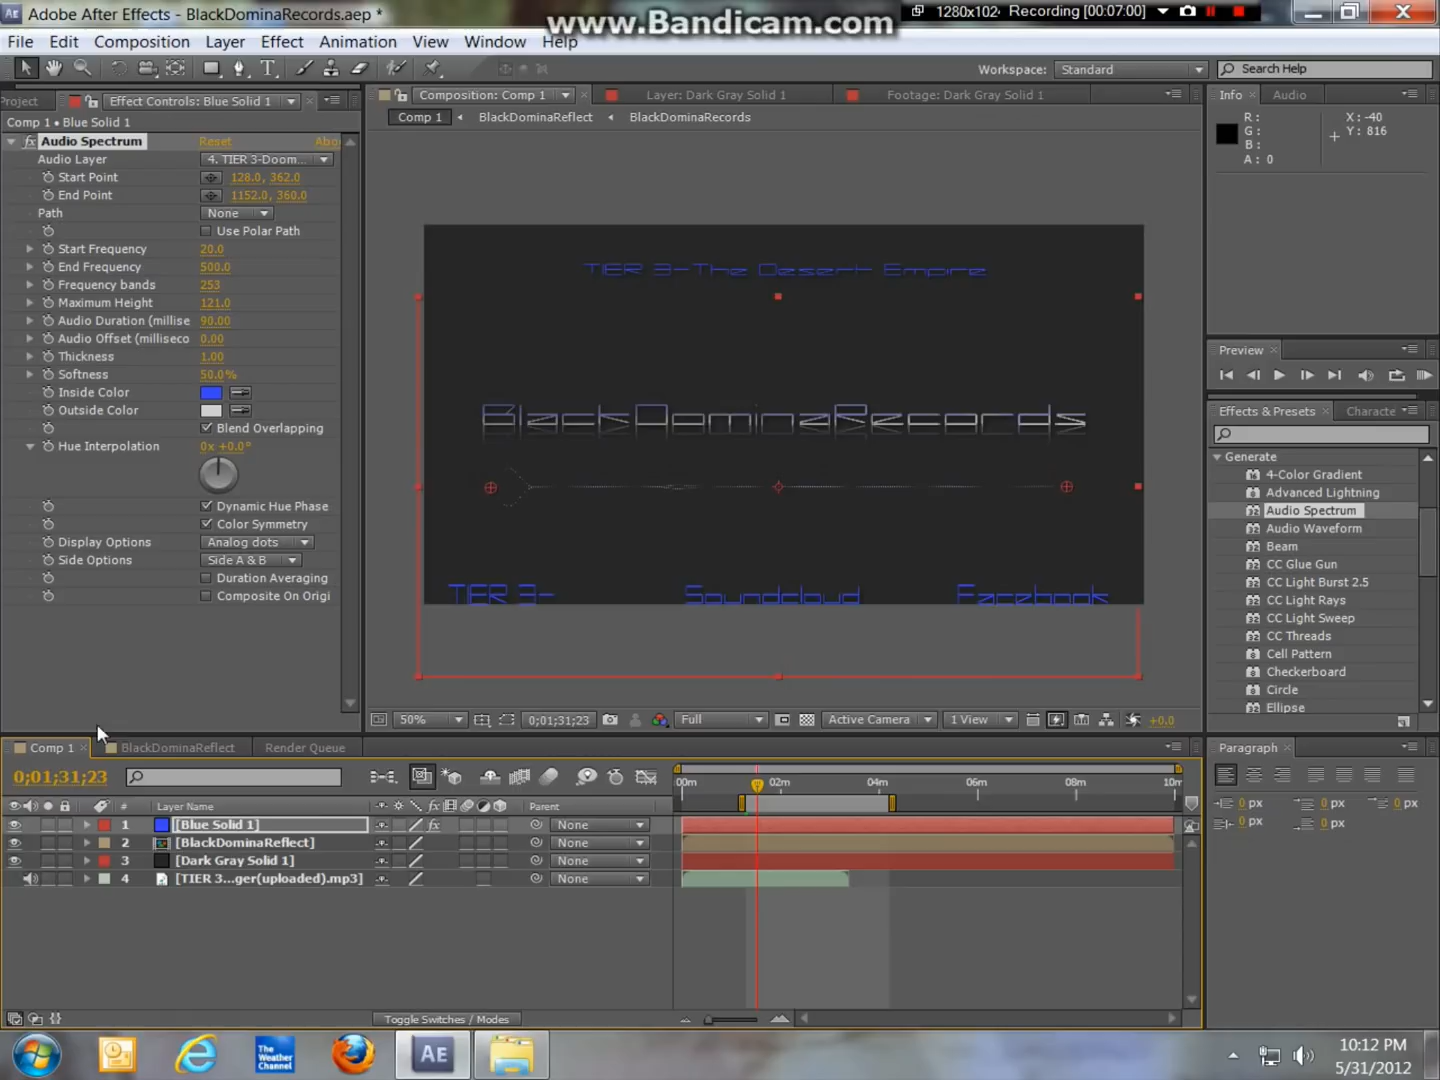 Adobe After Effects - BlackDominaRecords.aep *
www.Bandicam.com
1280x102
Recording [00:07:00]
File Edit Composition Layer Effect Animation View Window Help
Workspace: Standard
Search Help
Project
Effect Controls: Blue Solid 1
Composition: Comp 1
Layer: Dark Gray Solid 1
Footage: Dark Gray Solid 1
Info Audio
Comp 1 • Blue Solid 1
Comp 1
BlackDominaReflect
BlackDominaRecords
R:
G:
B:
A: 0
X: -40
Y: 816
Audio Spectrum Reset Abo
Audio Layer 4. TIER 3-Doom...
Start Point 128.0, 362.0
End Point 1152.0, 360.0
Path None
Use Polar Path
Start Frequency 20.0
End Frequency 500.0
Frequency bands 253
Maximum Height 121.0
Audio Duration (millise 90.00
Audio Offset (milliseco 0.00
Thickness 1.00
Softness 50.0%
Inside Color
Outside Color
Blend Overlapping
Hue Interpolation 0x +0.0°
Dynamic Hue Phase
Color Symmetry
Display Options Analog dots
Side Options Side A & B
Duration Averaging
Composite On Origi
TIER 3-The Desert Empire
BlackDominaRecords
TIER 3-
Soundcloud
Facebook
50%
0;01;31;23
Full
Active Camera
1 View
+0.0
Preview
Effects & Presets Characte
Generate
4-Color Gradient
Advanced Lightning
Audio Spectrum
Audio Waveform
Beam
CC Glue Gun
CC Light Burst 2.5
CC Light Rays
CC Light Sweep
CC Threads
Cell Pattern
Checkerboard
Circle
Ellipse
Paragraph
0 px
0 px
0 px
0 px
0 px
Comp 1
BlackDominaReflect
Render Queue
0;01;31;23
00m 02m 04m 06m 08m 10m
# Layer Name Parent
1 [Blue Solid 1] None
2 [BlackDominaReflect] None
3 [Dark Gray Solid 1] None
4 [TIER 3...ger(uploaded).mp3] None
Toggle Switches / Modes
The Weather Channel
AE
10:12 PM
5/31/2012